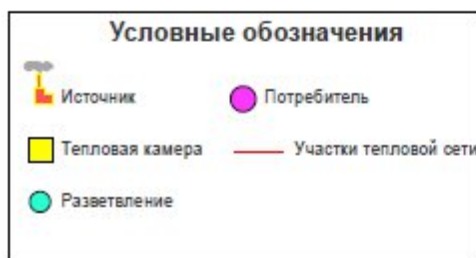 Условные обозначения
Источник
Потребитель
Тепловая камера
Участки тепловой сети
Разветвление